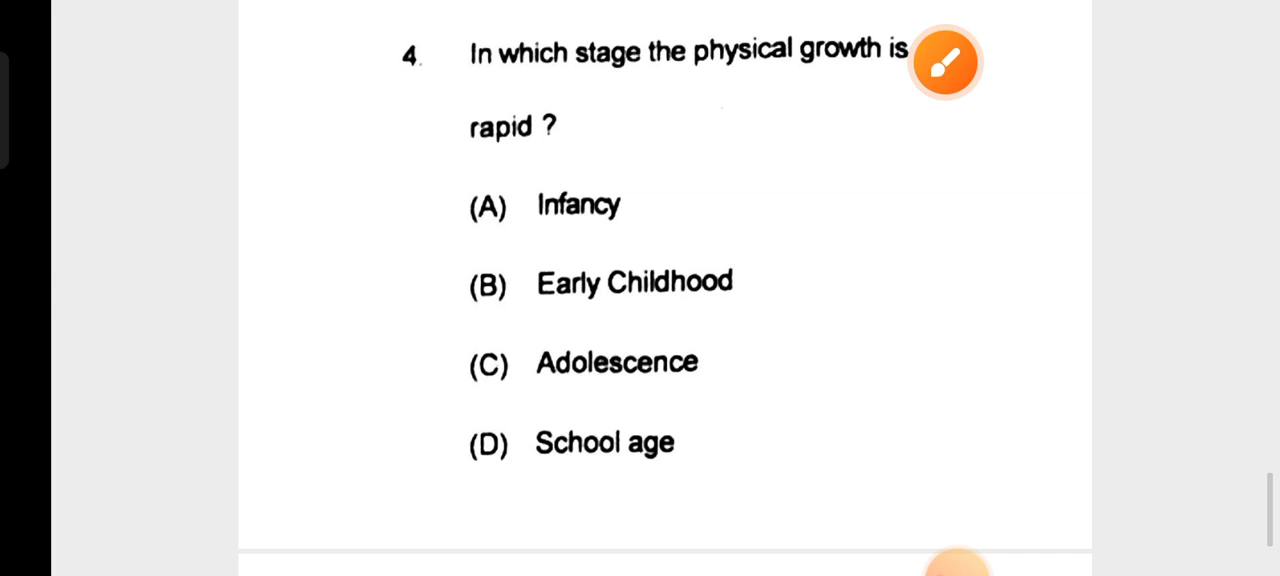 4. In which stage the physical growth is
rapid ?
(A) Infancy
(B) Early Childhood
(C) Adolescence
(D) School age